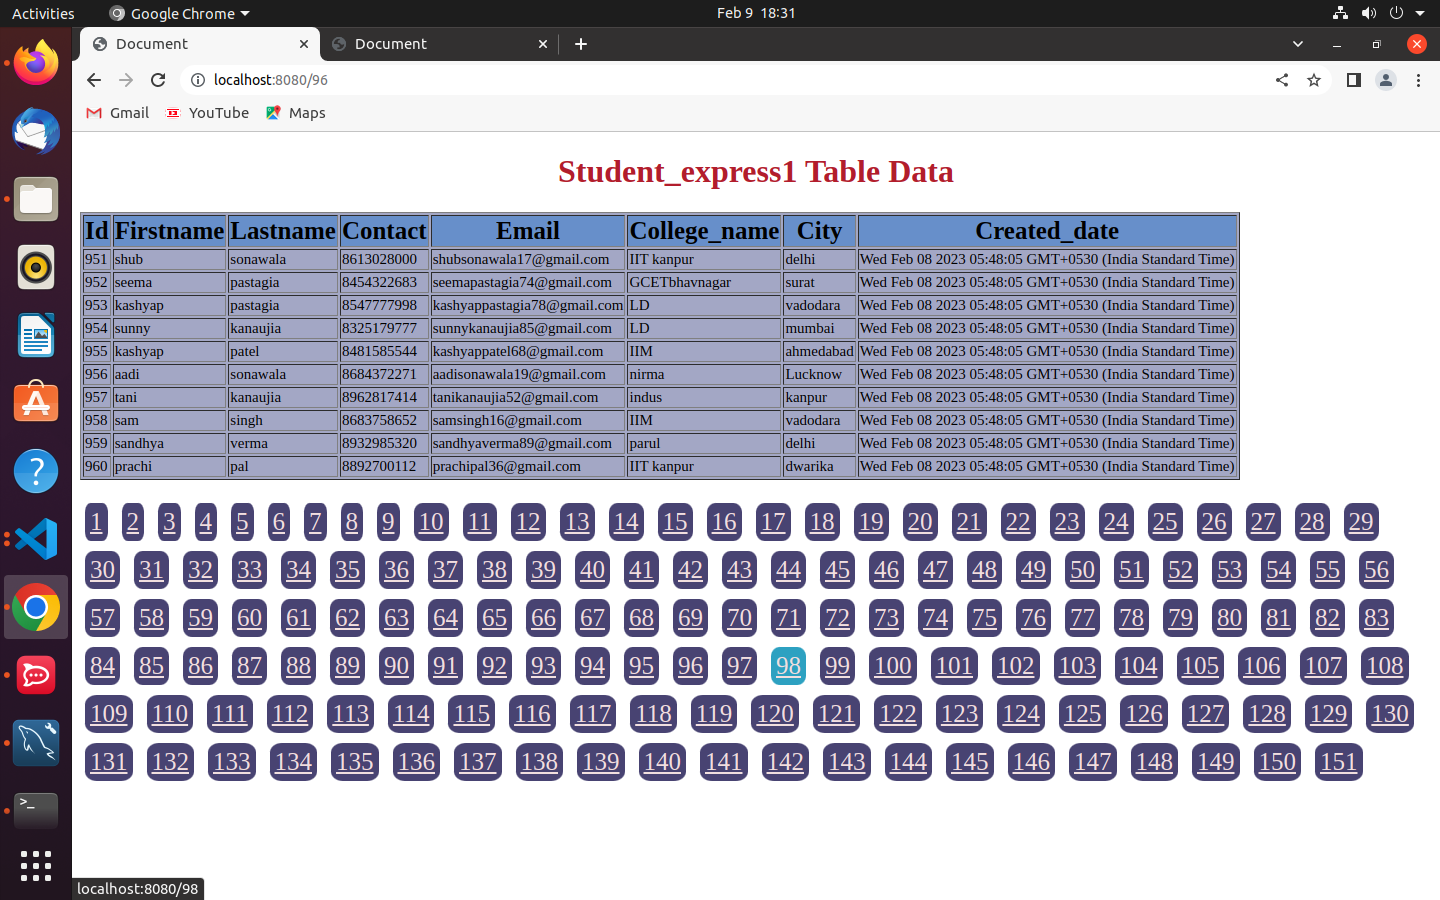 Activities Google Chrome Feb 9 18:31
Document Document
localhost:8080/96
Gmail YouTube Maps
Student_express1 Table Data
Id Firstname Lastname Contact Email College_name City Created_date
951 shub sonawala 8613028000 shubsonawala17@gmail.com IIT kanpur delhi Wed Feb 08 2023 05:48:05 GMT+0530 (India Standard Time)
952 seema pastagia 8454322683 seemapastagia74@gmail.com GCETbhavnagar surat Wed Feb 08 2023 05:48:05 GMT+0530 (India Standard Time)
953 kashyap pastagia 8547777998 kashyappastagia78@gmail.com LD vadodara Wed Feb 08 2023 05:48:05 GMT+0530 (India Standard Time)
954 sunny kanaujia 8325179777 sunnykanaujia85@gmail.com LD mumbai Wed Feb 08 2023 05:48:05 GMT+0530 (India Standard Time)
955 kashyap patel 8481585544 kashyappatel68@gmail.com IIM ahmedabad Wed Feb 08 2023 05:48:05 GMT+0530 (India Standard Time)
956 aadi sonawala 8684372271 aadisonawala19@gmail.com nirma Lucknow Wed Feb 08 2023 05:48:05 GMT+0530 (India Standard Time)
957 tani kanaujia 8962817414 tanikanaujia52@gmail.com indus kanpur Wed Feb 08 2023 05:48:05 GMT+0530 (India Standard Time)
958 sam singh 8683758652 samsingh16@gmail.com IIM vadodara Wed Feb 08 2023 05:48:05 GMT+0530 (India Standard Time)
959 sandhya verma 8932985320 sandhyaverma89@gmail.com parul delhi Wed Feb 08 2023 05:48:05 GMT+0530 (India Standard Time)
960 prachi pal 8892700112 prachipal36@gmail.com IIT kanpur dwarika Wed Feb 08 2023 05:48:05 GMT+0530 (India Standard Time)
1 2 3 4 5 6 7 8 9 10 11 12 13 14 15 16 17 18 19 20 21 22 23 24 25 26 27 28 29
30 31 32 33 34 35 36 37 38 39 40 41 42 43 44 45 46 47 48 49 50 51 52 53 54 55 56
57 58 59 60 61 62 63 64 65 66 67 68 69 70 71 72 73 74 75 76 77 78 79 80 81 82 83
84 85 86 87 88 89 90 91 92 93 94 95 96 97 98 99 100 101 102 103 104 105 106 107 108
109 110 111 112 113 114 115 116 117 118 119 120 121 122 123 124 125 126 127 128 129 130
131 132 133 134 135 136 137 138 139 140 141 142 143 144 145 146 147 148 149 150 151
localhost:8080/98